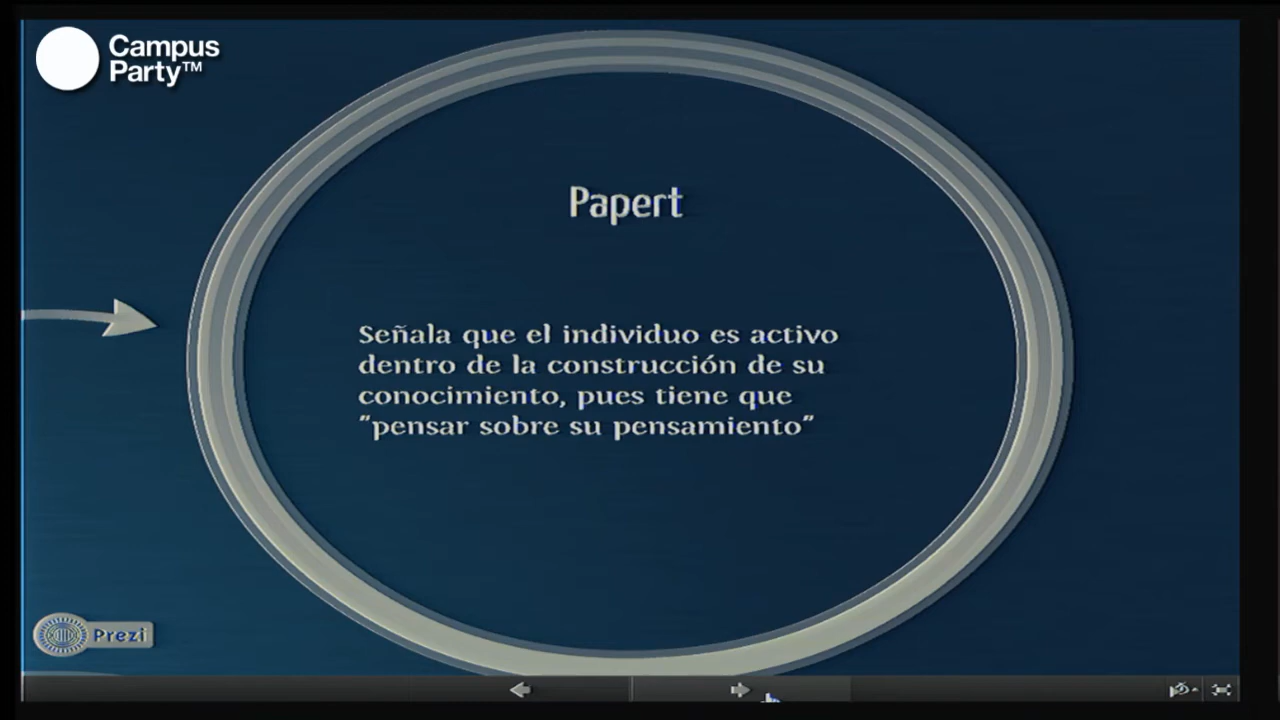 Campus
Party™
Papert
Señala que el individuo es activo
dentro de la construcción de su
conocimiento, pues tiene que
"pensar sobre su pensamiento"
Prezi